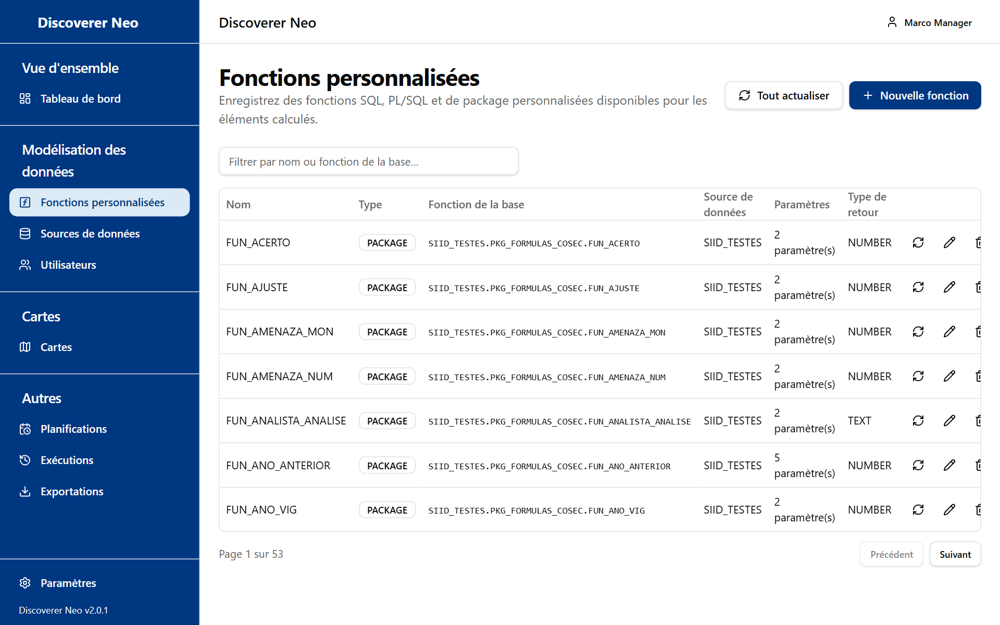 Discoverer Neo
Discoverer Neo
Marco Manager
Vue d'ensemble
Tableau de bord
Modélisation des
données
Fonctions personnalisées
Sources de données
Utilisateurs
Cartes
Cartes
Autres
Planifications
Exécutions
Exportations
Paramètres
Discoverer Neo v2.0.1
Fonctions personnalisées
Enregistrez des fonctions SQL, PL/SQL et de package personnalisées disponibles pour les
éléments calculés.
Tout actualiser
Nouvelle fonction
Filtrer par nom ou fonction de la base...
Nom Type Fonction de la base Source de données Paramètres Type de retour
FUN_ACERTO PACKAGE SIID_TESTES.PKG_FORMULAS_COSEC.FUN_ACERTO SIID_TESTES 2 paramètre(s) NUMBER
FUN_AJUSTE PACKAGE SIID_TESTES.PKG_FORMULAS_COSEC.FUN_AJUSTE SIID_TESTES 2 paramètre(s) NUMBER
FUN_AMENAZA_MON PACKAGE SIID_TESTES.PKG_FORMULAS_COSEC.FUN_AMENAZA_MON SIID_TESTES 2 paramètre(s) NUMBER
FUN_AMENAZA_NUM PACKAGE SIID_TESTES.PKG_FORMULAS_COSEC.FUN_AMENAZA_NUM SIID_TESTES 2 paramètre(s) NUMBER
FUN_ANALISTA_ANALISE PACKAGE SIID_TESTES.PKG_FORMULAS_COSEC.FUN_ANALISTA_ANALISE SIID_TESTES 2 paramètre(s) TEXT
FUN_ANO_ANTERIOR PACKAGE SIID_TESTES.PKG_FORMULAS_COSEC.FUN_ANO_ANTERIOR SIID_TESTES 5 paramètre(s) NUMBER
FUN_ANO_VIG PACKAGE SIID_TESTES.PKG_FORMULAS_COSEC.FUN_ANO_VIG SIID_TESTES 2 paramètre(s) NUMBER
Page 1 sur 53
Précédent
Suivant